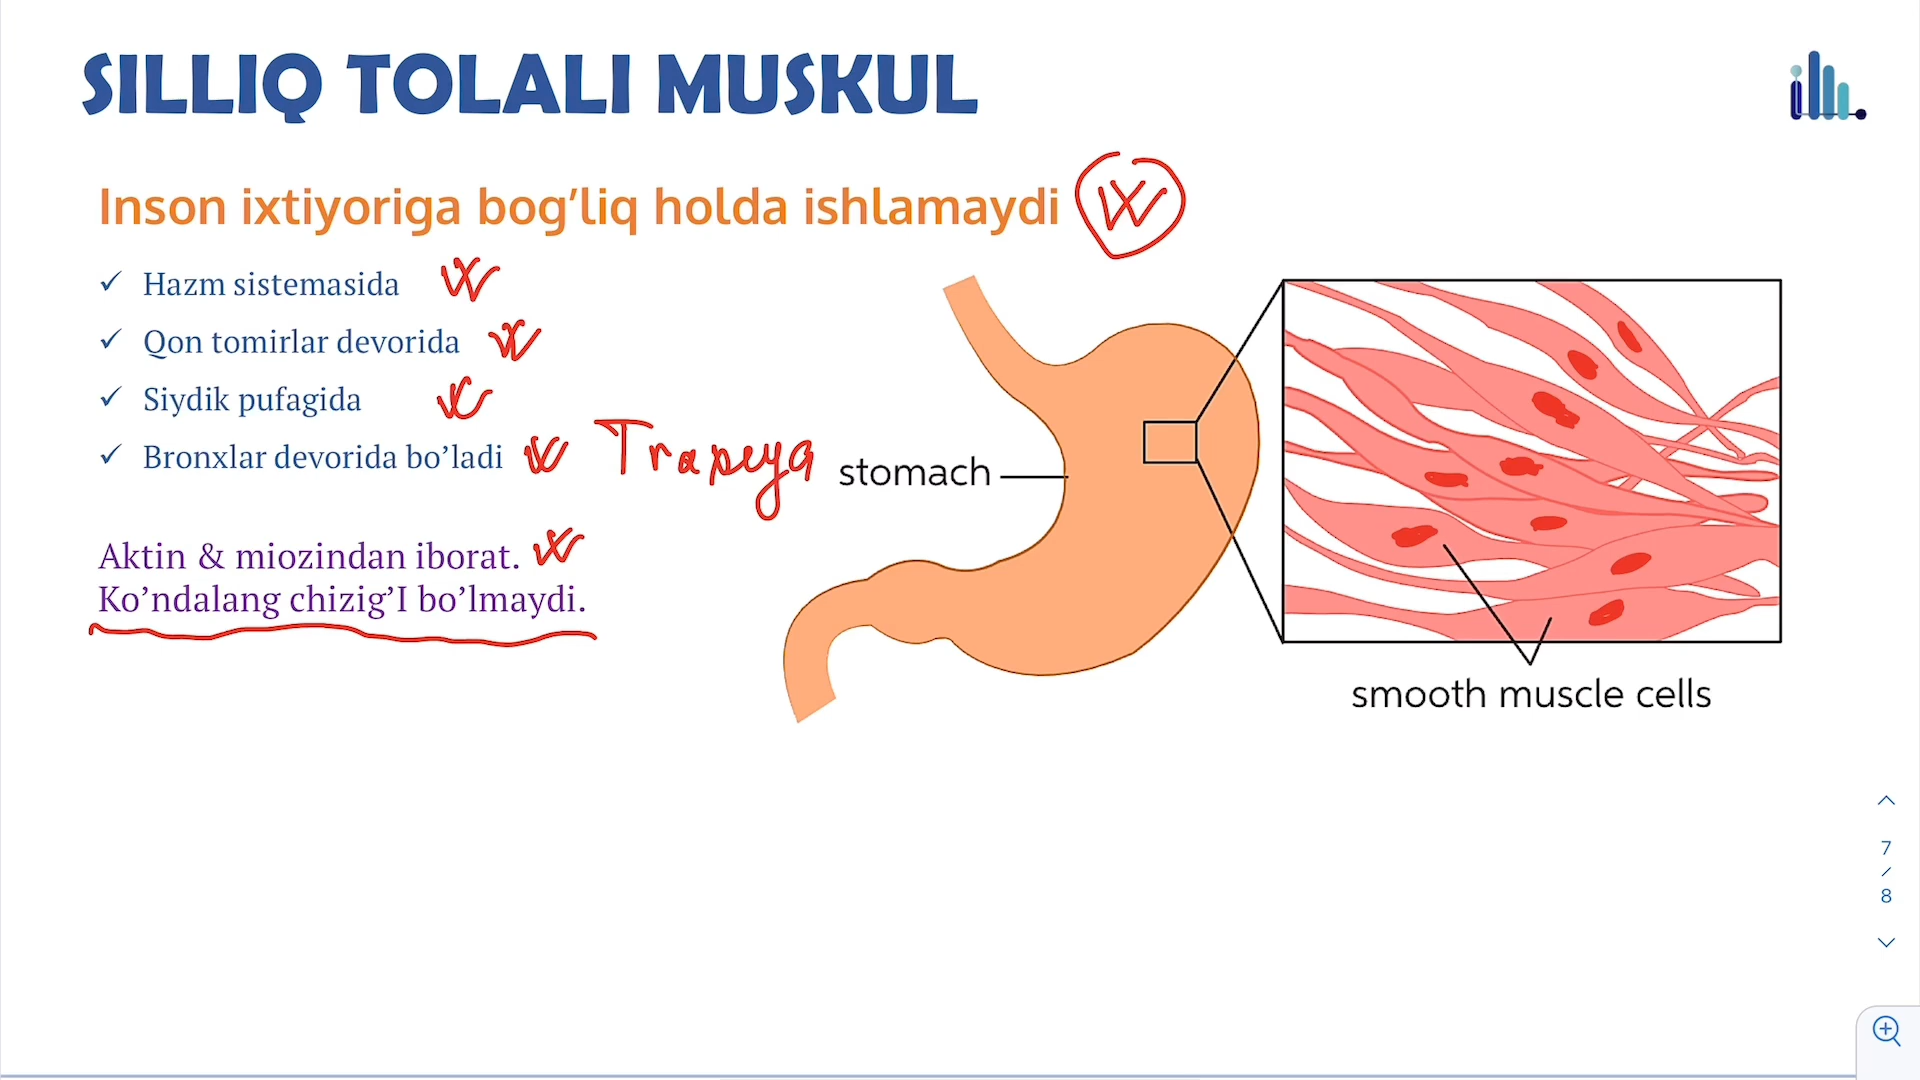 SILLIQ TOLALI MUSKUL
Inson ixtiyoriga bog’liq holda ishlamaydi
✓ Hazm sistemasida
✓ Qon tomirlar devorida
✓ Siydik pufagida
✓ Bronxlar devorida bo’ladi
Traxeya
stomach
Aktin & miozindan iborat.
Ko’ndalang chizig’I bo’lmaydi.
smooth muscle cells
7
/
8